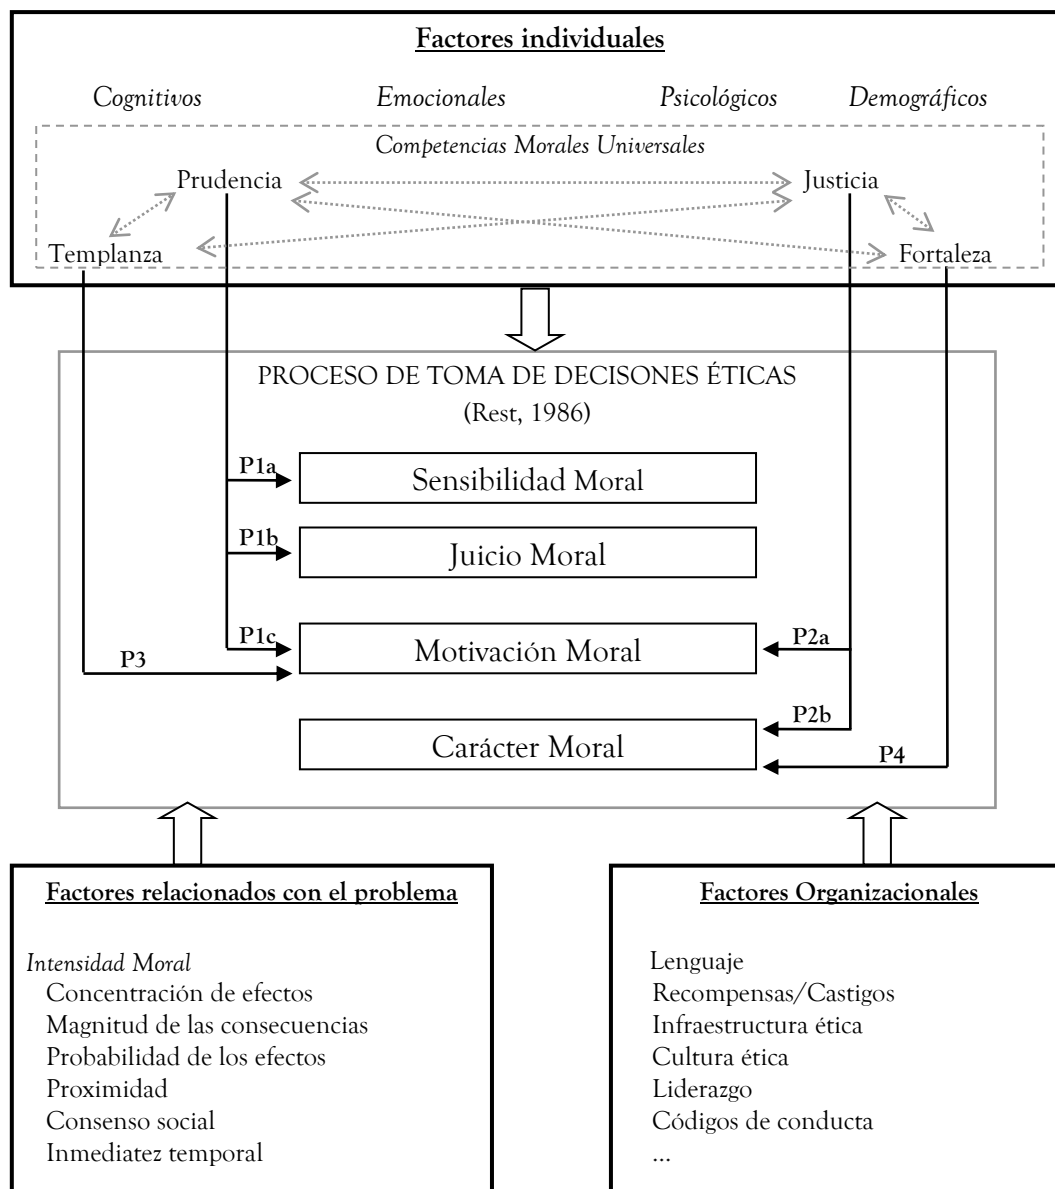 Factores individuales
Cognitivos Emocionales Psicológicos Demográficos
Competencias Morales Universales
Prudencia Justicia
Templanza Fortaleza
PROCESO DE TOMA DE DECISONES ÉTICAS
(Rest, 1986)
P1a Sensibilidad Moral
P1b Juicio Moral
P1c Motivación Moral P2a
P3
P2b
Carácter Moral
P4
Factores relacionados con el problema
Intensidad Moral
Concentración de efectos
Magnitud de las consecuencias
Probabilidad de los efectos
Proximidad
Consenso social
Inmediatez temporal
Factores Organizacionales
Lenguaje
Recompensas/Castigos
Infraestructura ética
Cultura ética
Liderazgo
Códigos de conducta
...